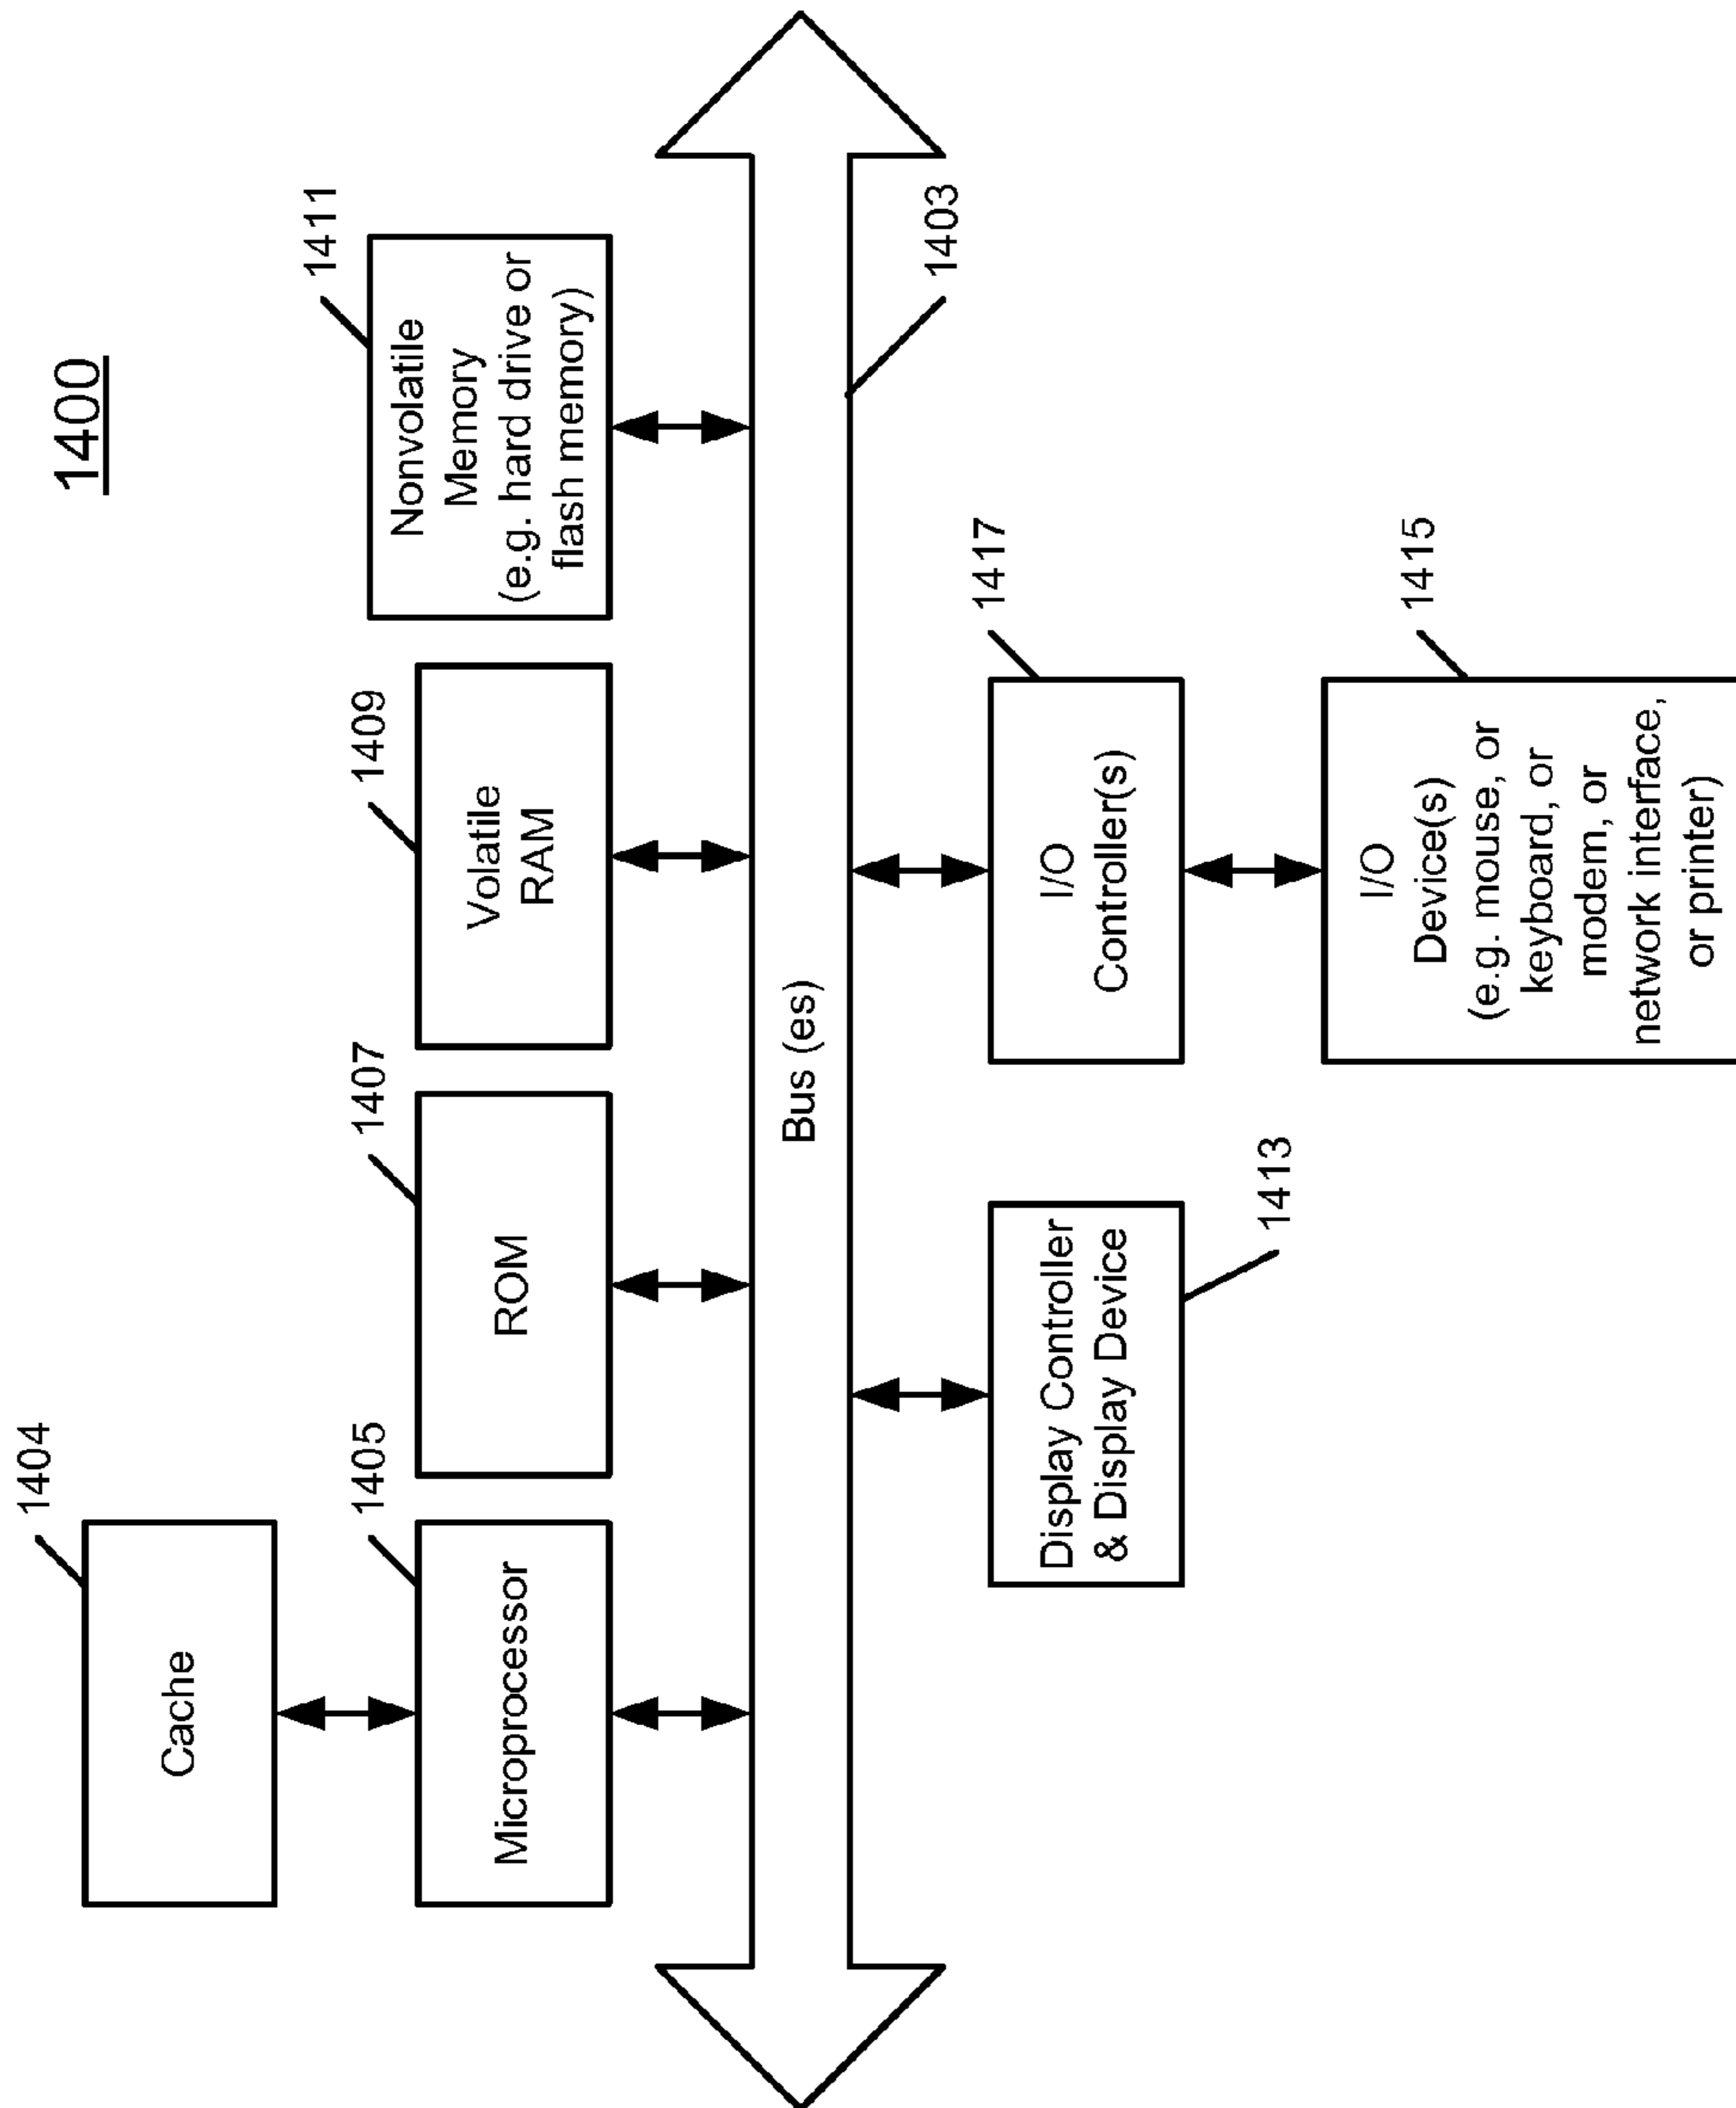 1400
1404
Cache
1405
Microprocessor
1407
ROM
1409
Volatile
RAM
1411
Nonvolatile
Memory
(e.g. hard drive or
flash memory)
Bus (es)
1403
Display Controller
& Display Device
1413
1417
I/O
Controller(s)
1415
I/O
Device(s)
(e.g. mouse, or
keyboard, or
modem, or
network interface,
or printer)